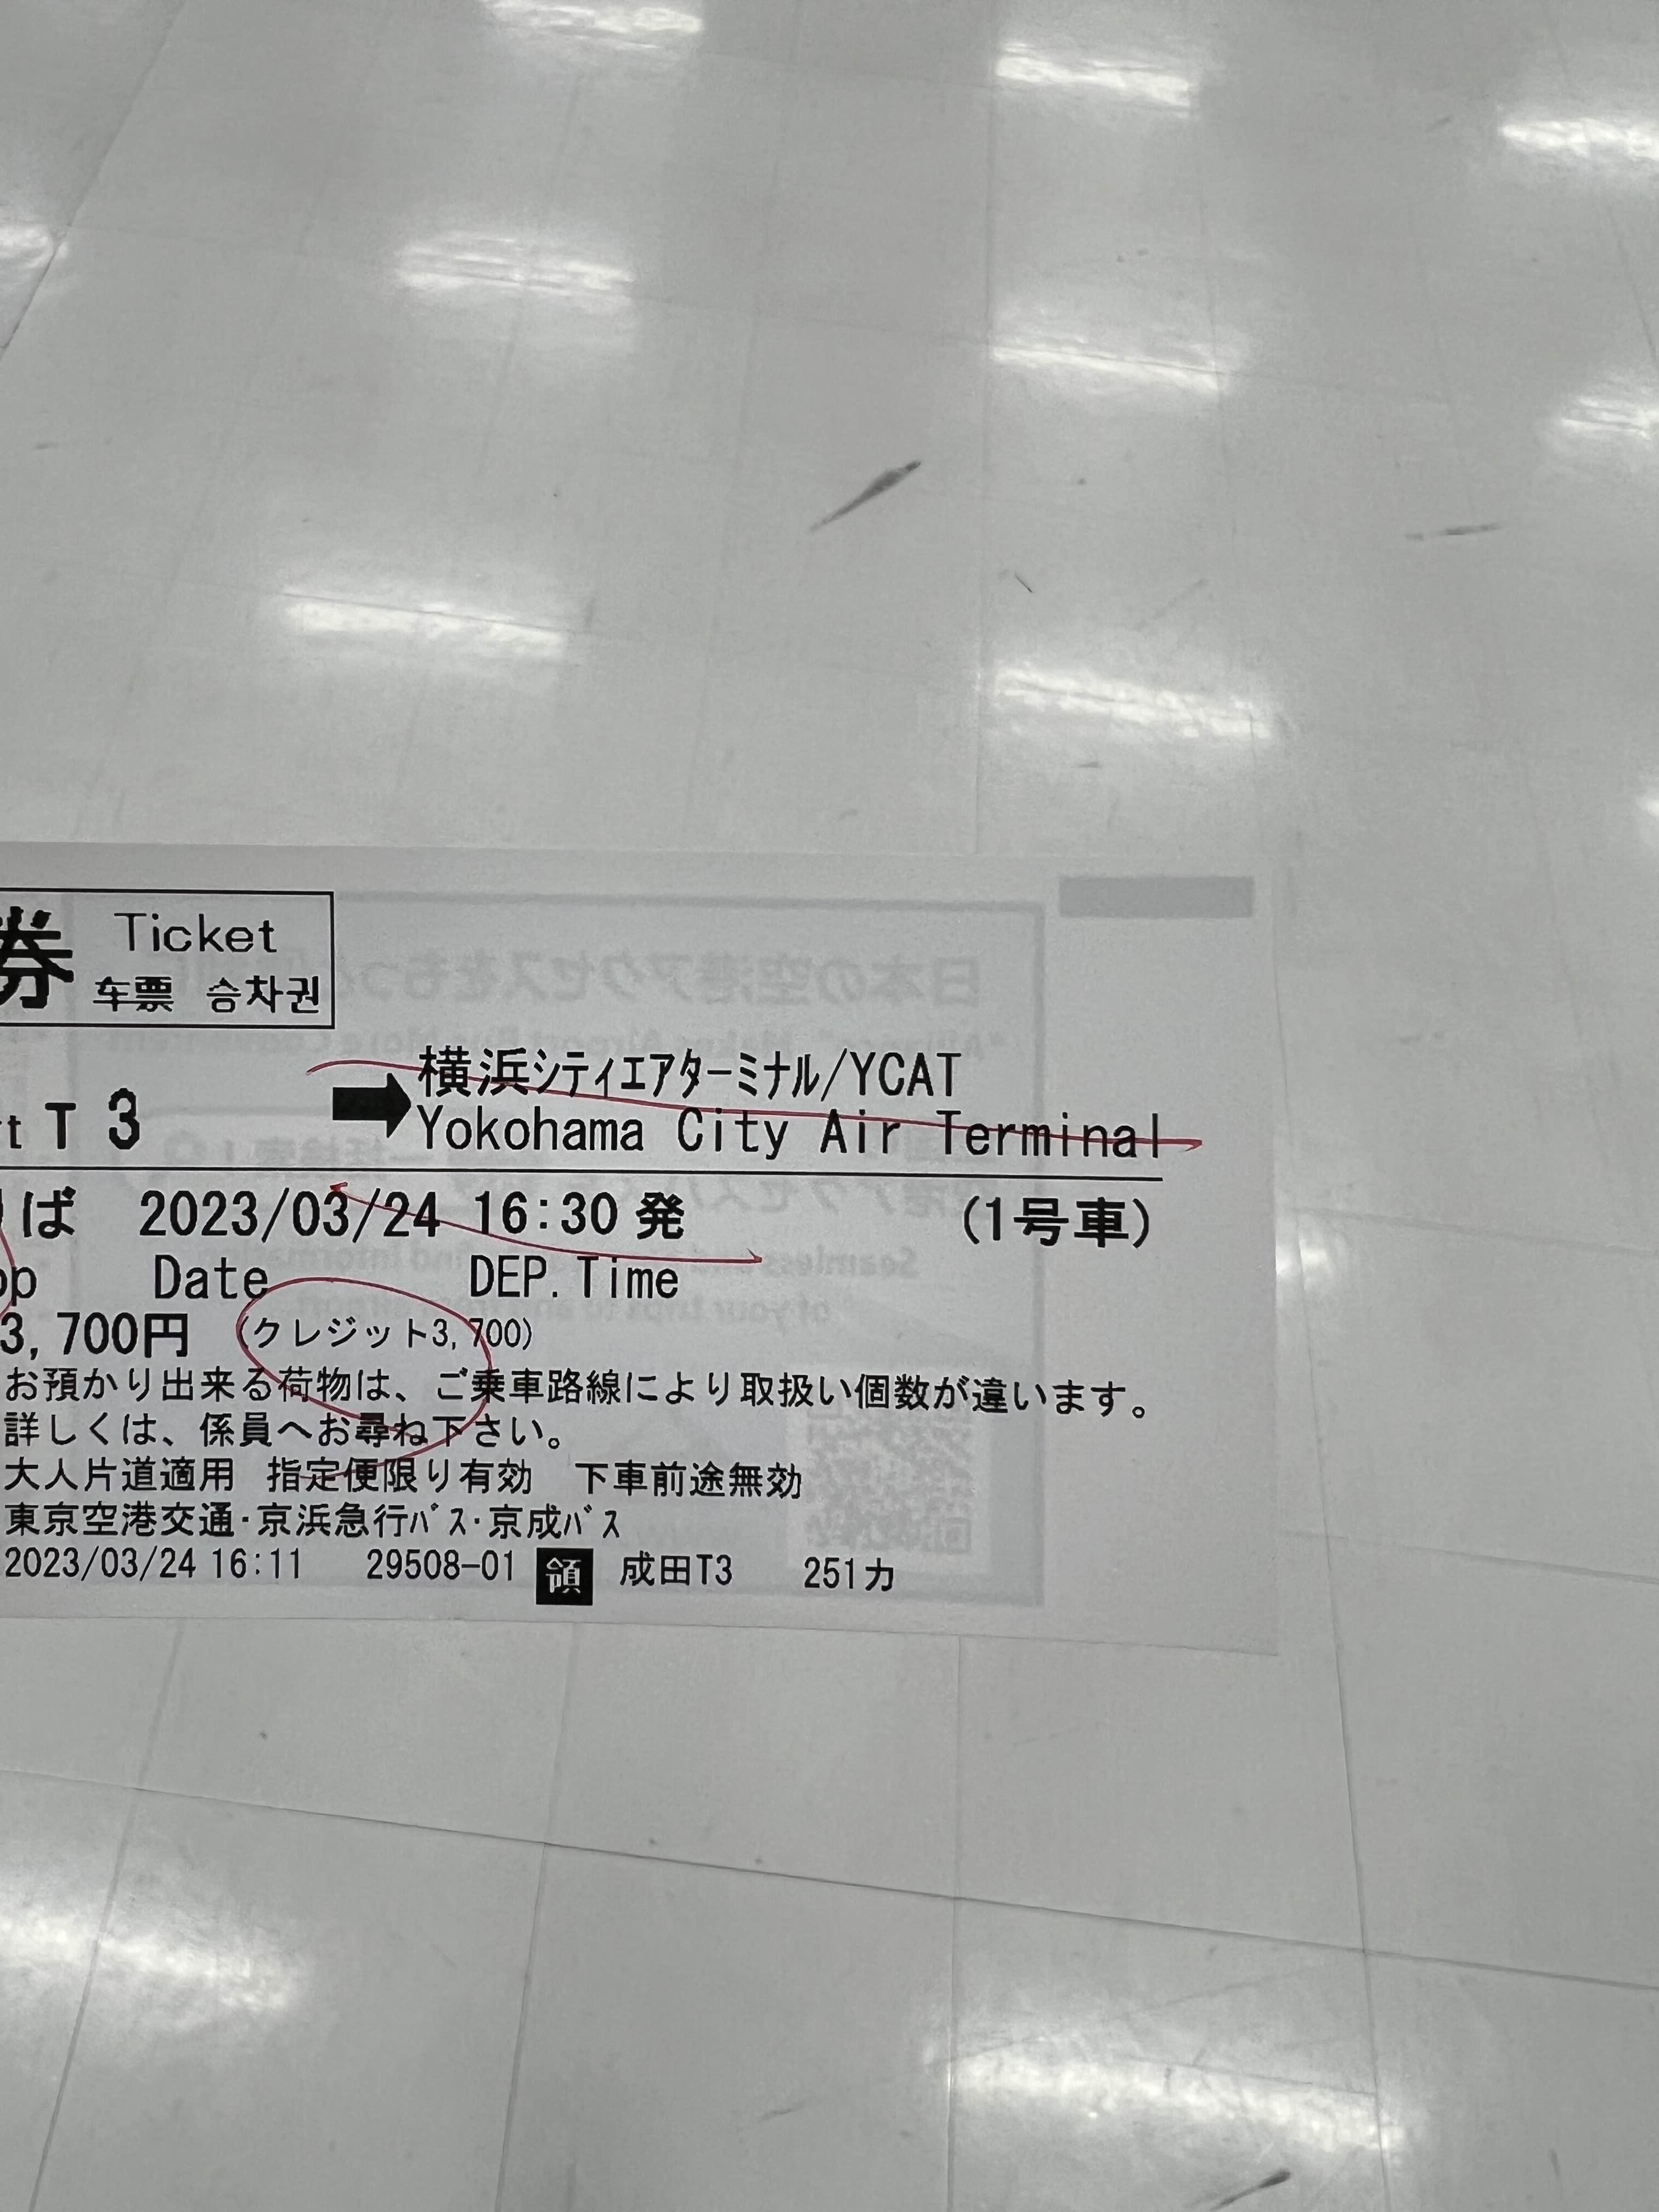 券 Ticket
车票 승차권
横浜シティエアターミナル/YCAT
T 3 ➡ Yokohama City Air Terminal
ば 2023/03/24 16:30 発 (1号車)
Date DEP.Time
3,700円 (クレジット3,700)
お預かり出来る荷物は、ご乗車路線により取扱い個数が違います。
詳しくは、係員へお尋ね下さい。
大人片道適用 指定便限り有効 下車前途無効
東京空港交通・京浜急行バス・京成バス
2023/03/24 16:11 29508-01 領 成田T3 251カ